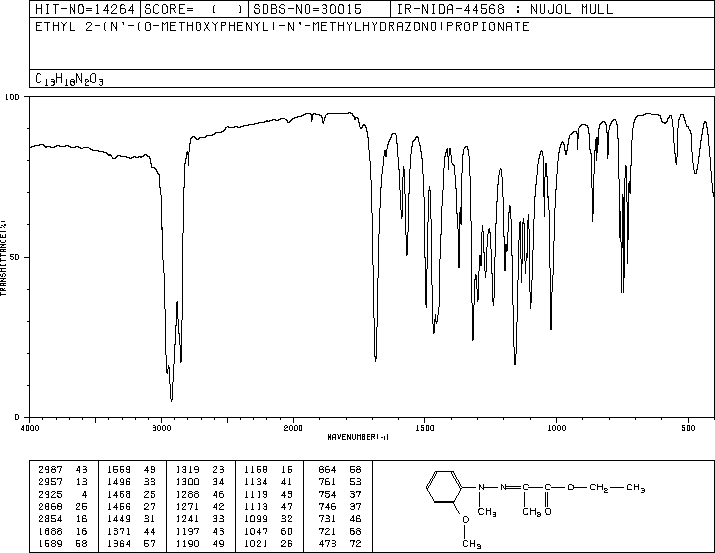 HIT-NO=14264 SCORE= ( ) SDBS-NO=30015 IR-NIDA-44568 : NUJOL MULL
ETHYL 2-(N'-(O-METHOXYPHENYL)-N'-METHYLHYDRAZONO)PROPIONATE
C13H18N2O3
100
50
0
TRANSMITTANCE(%)
4000 3000 2000 1500 1000 500
WAVENUMBER(-1)
2987 43 1569 49 1319 23 1158 16 864 58
2957 13 1496 33 1300 34 1134 41 761 53
2925 4 1468 25 1288 46 1119 43 754 37
2868 26 1456 27 1271 42 1113 47 746 37
2854 16 1449 31 1241 33 1099 32 731 46
1688 16 1371 44 1197 43 1047 60 721 68
1589 58 1364 57 1190 49 1021 26 473 72
N N C C O CH2 CH3
CH3 CH3 O
O
CH3